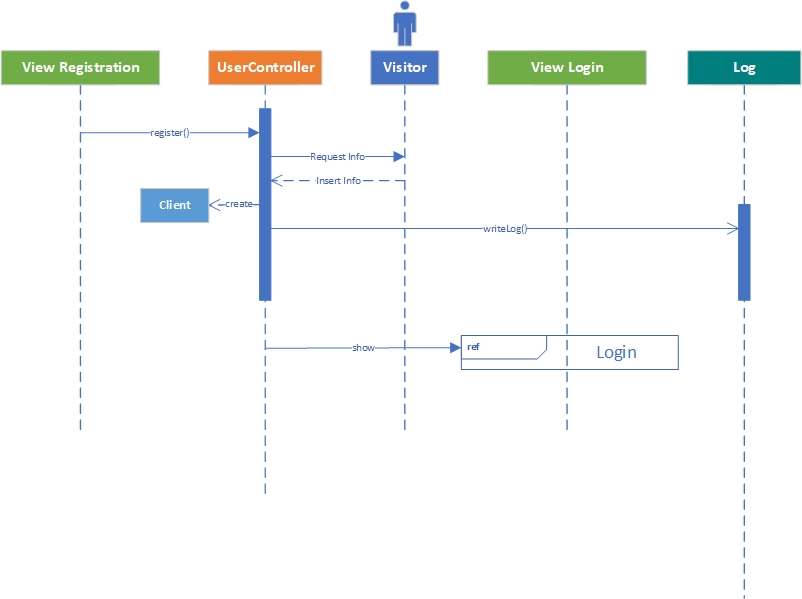 View Registration
UserController
Visitor
View Login
Log
register()
Request Info
Insert Info
Client
create
writeLog()
show
ref
Login